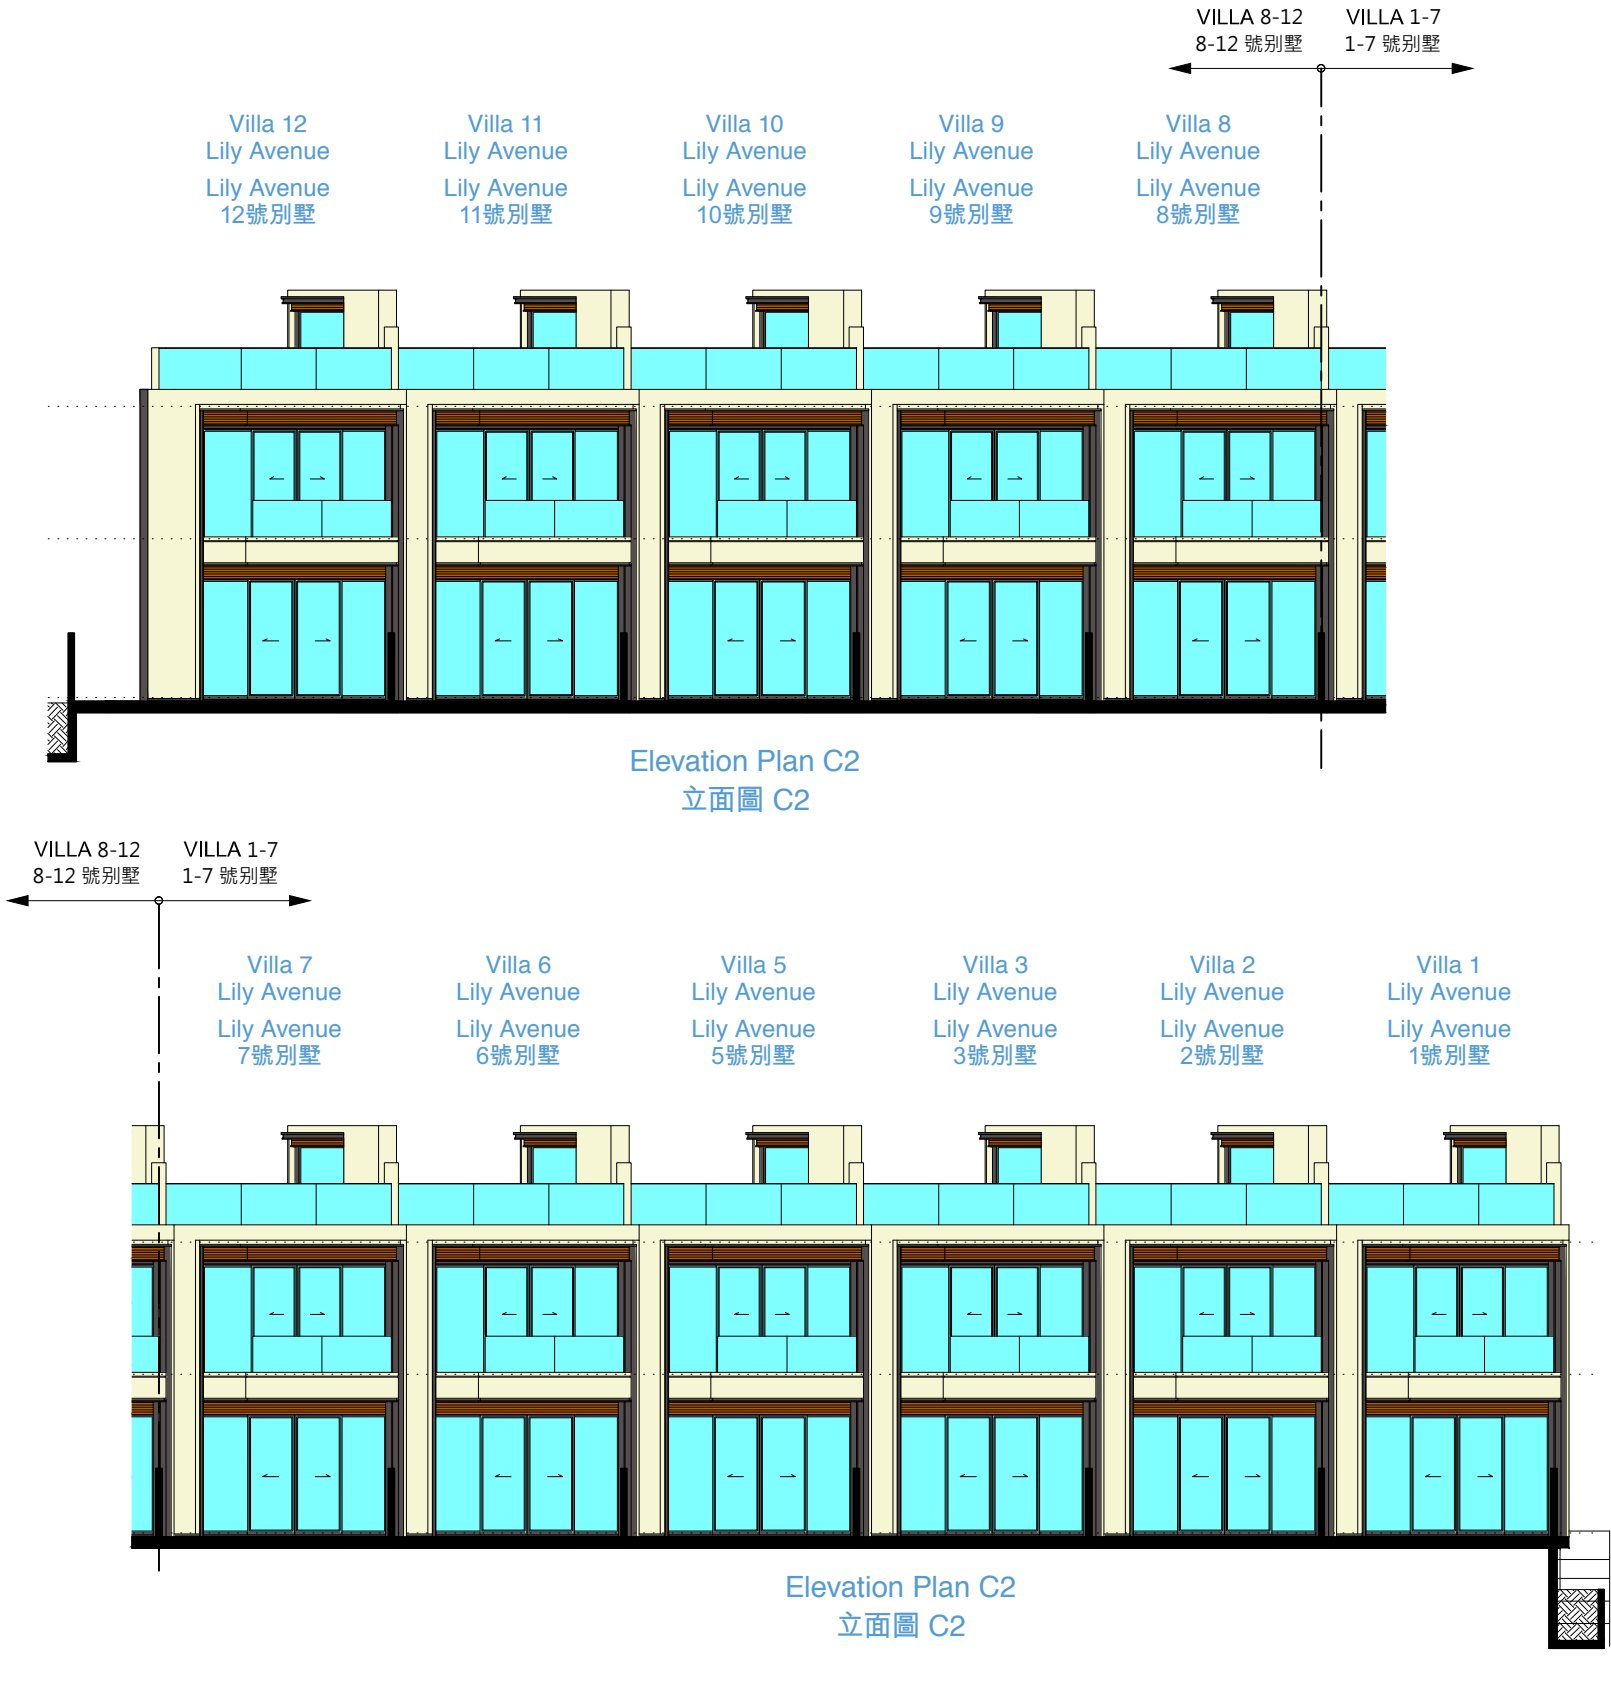 VILLA 8-12
8-12 號別墅
VILLA 1-7
1-7 號別墅
Villa 12
Lily Avenue
Lily Avenue
12號別墅
Villa 11
Lily Avenue
Lily Avenue
11號別墅
Villa 10
Lily Avenue
Lily Avenue
10號別墅
Villa 9
Lily Avenue
Lily Avenue
9號別墅
Villa 8
Lily Avenue
Lily Avenue
8號別墅
Elevation Plan C2
立面圖 C2
VILLA 8-12
8-12 號別墅
VILLA 1-7
1-7 號別墅
Villa 7
Lily Avenue
Lily Avenue
7號別墅
Villa 6
Lily Avenue
Lily Avenue
6號別墅
Villa 5
Lily Avenue
Lily Avenue
5號別墅
Villa 3
Lily Avenue
Lily Avenue
3號別墅
Villa 2
Lily Avenue
Lily Avenue
2號別墅
Villa 1
Lily Avenue
Lily Avenue
1號別墅
Elevation Plan C2
立面圖 C2